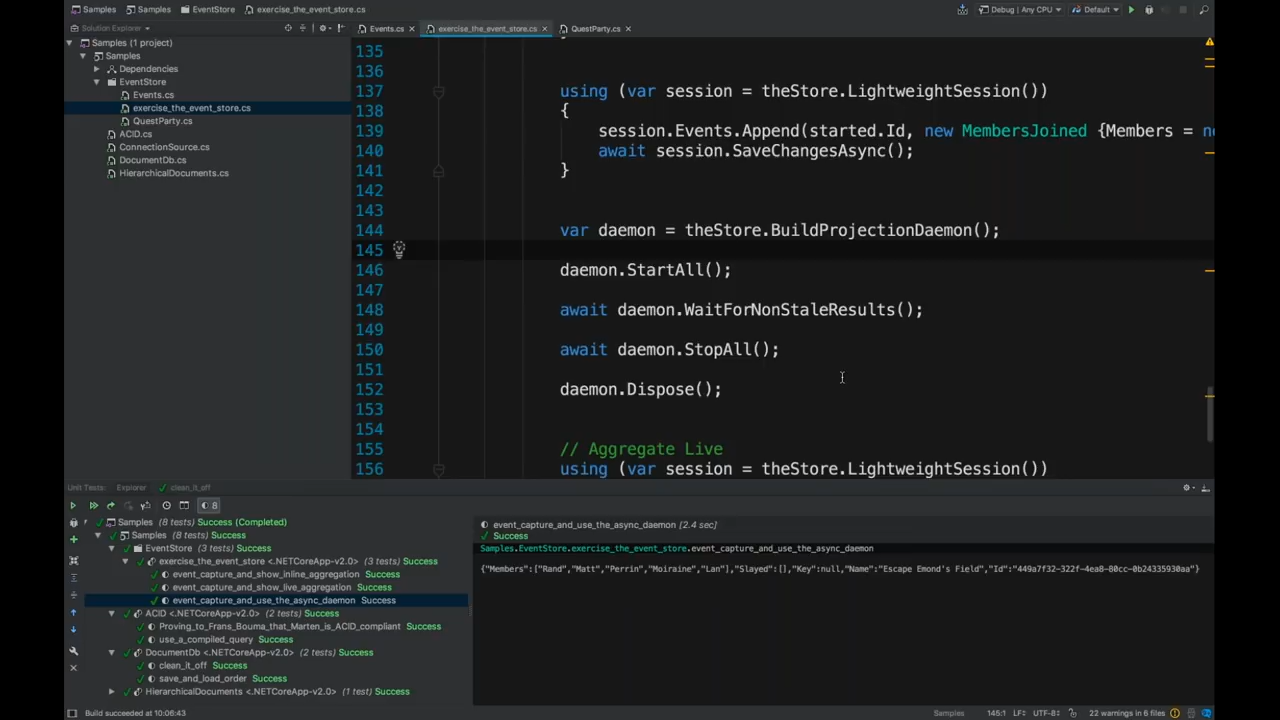 Samples
Samples
EventStore
exercise_the_event_store.cs
Debug | Any CPU
Default
Solution Explorer
Events.cs
exercise_the_event_store.cs
QuestParty.cs
Samples (1 project)
Samples
Dependencies
EventStore
Events.cs
exercise_the_event_store.cs
QuestParty.cs
ACID.cs
ConnectionSource.cs
DocumentDb.cs
HierarchicalDocuments.cs
135
136
137 using (var session = theStore.LightweightSession())
138 {
139 session.Events.Append(started.Id, new MembersJoined {Members = ne
140 await session.SaveChangesAsync();
141 }
142
143
144 var daemon = theStore.BuildProjectionDaemon();
145
146 daemon.StartAll();
147
148 await daemon.WaitForNonStaleResults();
149
150 await daemon.StopAll();
151
152 daemon.Dispose();
153
154
155 // Aggregate Live
156 using (var session = theStore.LightweightSession())
Unit Tests: Explorer clean_it_off
8
Samples (8 tests) Success (Completed)
Samples (8 tests) Success
EventStore (3 tests) Success
exercise_the_event_store <.NETCoreApp-v2.0> (3 tests) Success
event_capture_and_show_inline_aggregation Success
event_capture_and_show_live_aggregation Success
event_capture_and_use_the_async_daemon Success
ACID <.NETCoreApp-v2.0> (2 tests) Success
Proving_to_Frans_Bouma_that_Marten_is_ACID_compliant Success
use_a_compiled_query Success
DocumentDb <.NETCoreApp-v2.0> (2 tests) Success
clean_it_off Success
save_and_load_order Success
HierarchicalDocuments <.NETCoreApp-v2.0> (1 test) Success
event_capture_and_use_the_async_daemon [2.4 sec]
Success
Samples.EventStore.exercise_the_event_store.event_capture_and_use_the_async_daemon
{"Members":["Rand","Matt","Perrin","Moiraine","Lan"],"Slayed":[],"Key":null,"Name":"Escape Emond's Field","Id":"449a7f32-322f-4ea8-80cc-0b24335930aa"}
Build succeeded at 10:06:43
Samples
145:1
LF÷
UTF-8÷
22 warnings in 6 files